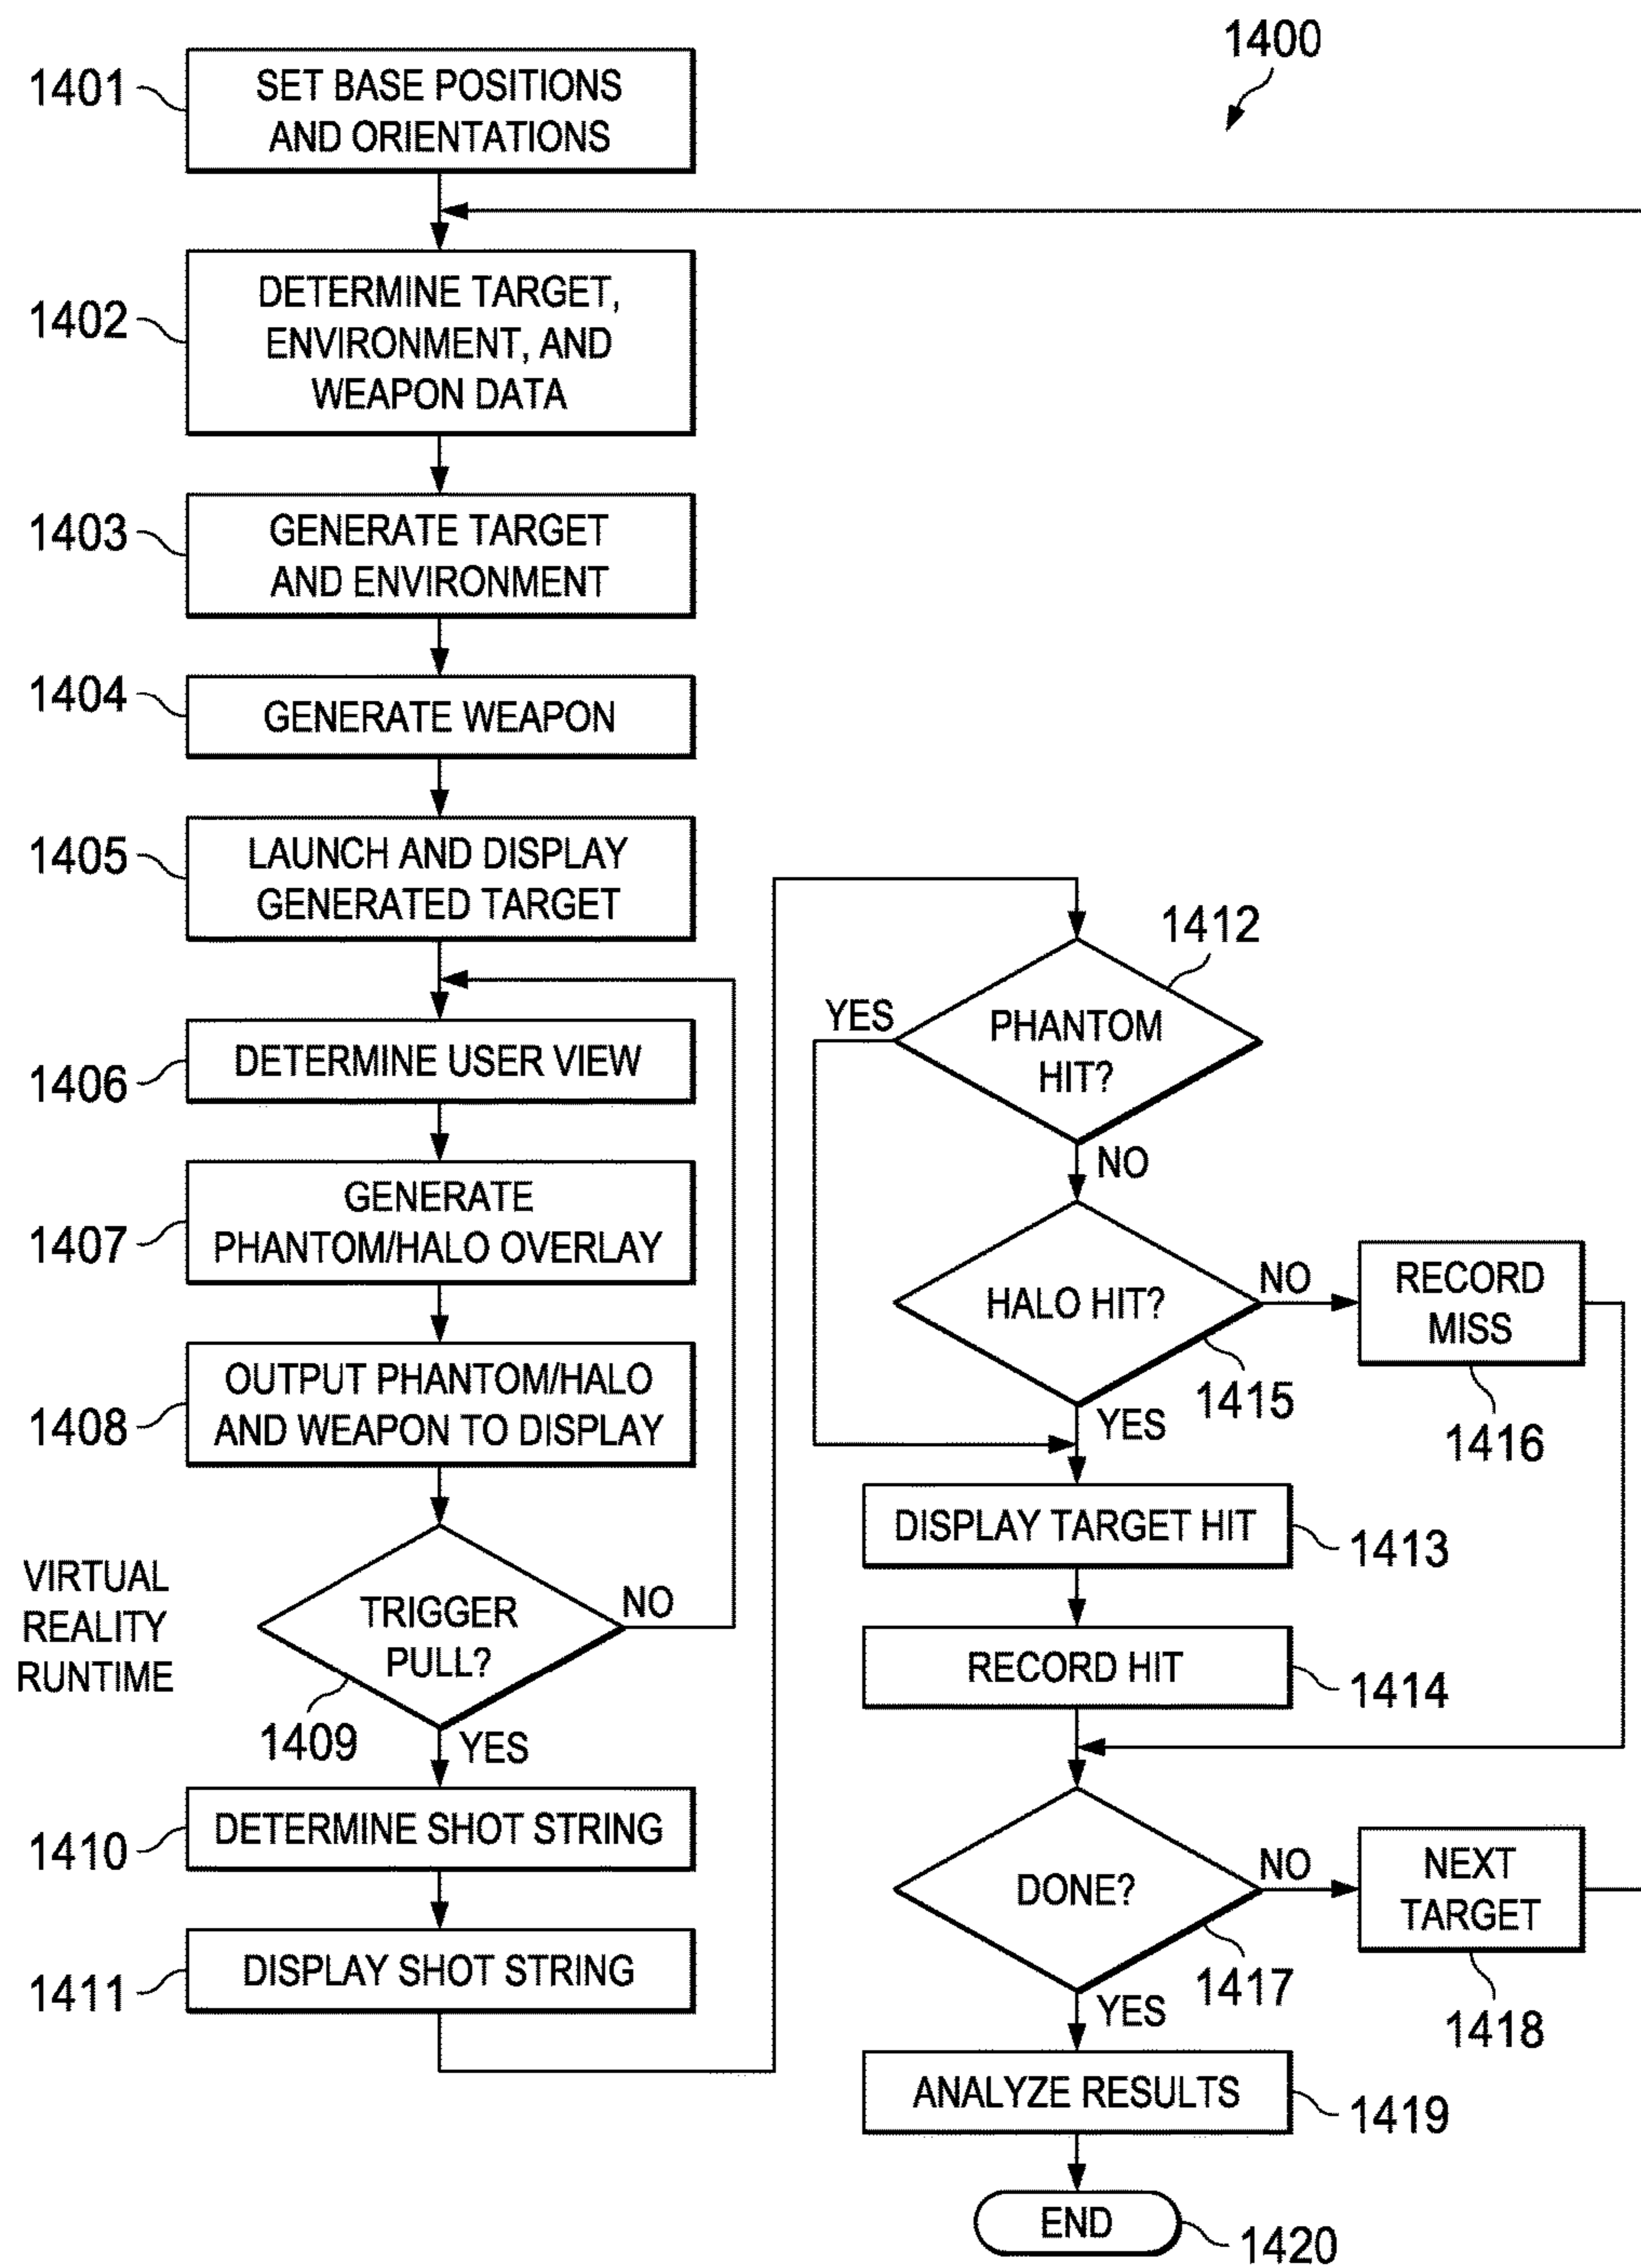 1400
1401
SET BASE POSITIONS
AND ORIENTATIONS
1402
DETERMINE TARGET,
ENVIRONMENT, AND
WEAPON DATA
1403
GENERATE TARGET
AND ENVIRONMENT
1404
GENERATE WEAPON
1405
LAUNCH AND DISPLAY
GENERATED TARGET
1406
DETERMINE USER VIEW
1407
GENERATE
PHANTOM/HALO OVERLAY
1408
OUTPUT PHANTOM/HALO
AND WEAPON TO DISPLAY
VIRTUAL
REALITY
RUNTIME
TRIGGER
PULL?
NO
1409
YES
1410
DETERMINE SHOT STRING
1411
DISPLAY SHOT STRING
1412
YES
PHANTOM
HIT?
NO
HALO HIT?
NO
1415
YES
RECORD
MISS
1416
DISPLAY TARGET HIT
1413
RECORD HIT
1414
DONE?
NO
1417
YES
NEXT
TARGET
1418
ANALYZE RESULTS
1419
END
1420